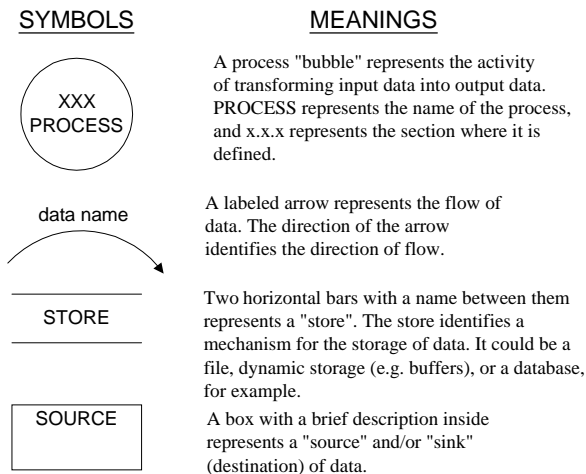 SYMBOLS
MEANINGS
XXX
PROCESS
A process "bubble" represents the activity
of transforming input data into output data.
PROCESS represents the name of the process,
and x.x.x represents the section where it is
defined.
data name
A labeled arrow represents the flow of
data. The direction of the arrow
identifies the direction of flow.
STORE
Two horizontal bars with a name between them
represents a "store". The store identifies a
mechanism for the storage of data. It could be a
file, dynamic storage (e.g. buffers), or a database,
for example.
SOURCE
A box with a brief description inside
represents a "source" and/or "sink"
(destination) of data.